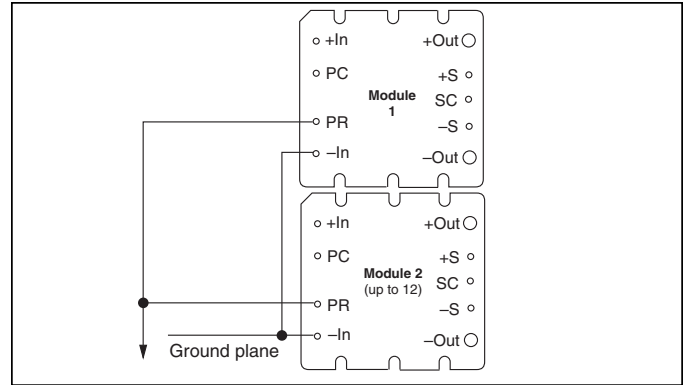 +In
+Out
PC
+S
Module
1
SC
PR
–S
–In
–Out
+In
+Out
PC
+S
Module 2
(up to 12)
SC
PR
–S
–In
–Out
Ground plane